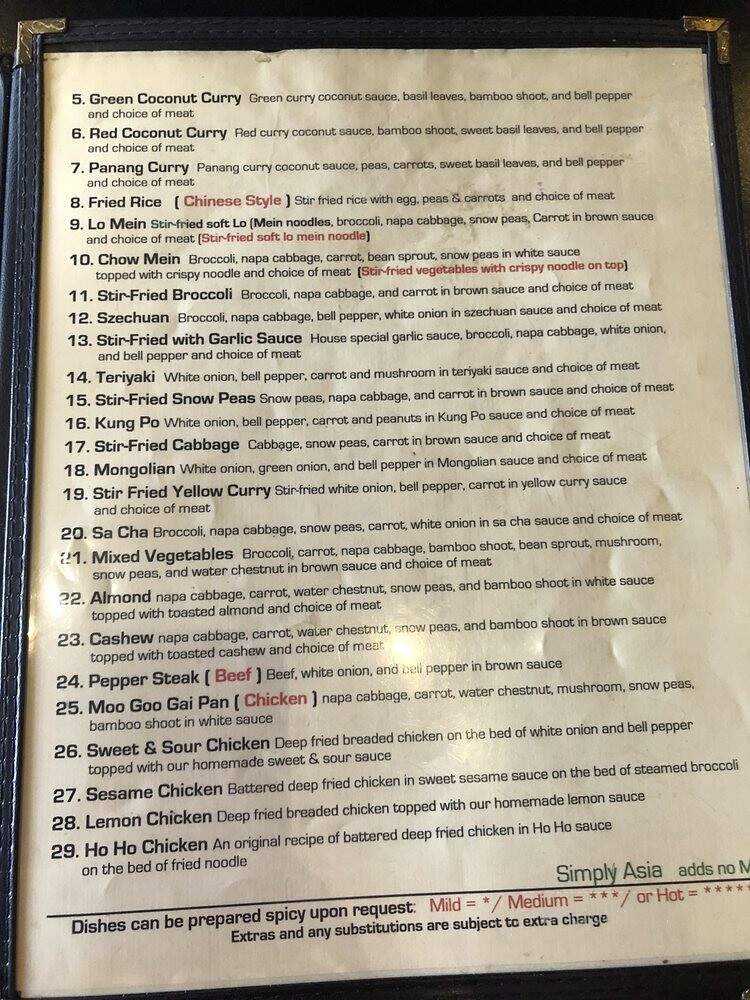 5. Green Coconut Curry Green curry coconut sauce, basil leaves, bamboo shoot, and bell pepper
and choice of meat
6. Red Coconut Curry Red curry coconut sauce, bamboo shoot, sweet basil leaves, and bell pepper
and choice of meat
7. Panang Curry Panang curry coconut sauce, peas, carrots, sweet basil leaves, and bell pepper
and choice of meat
8. Fried Rice ( Chinese Style ) Stir fried rice with egg, peas & carrots and choice of meat
9. Lo Mein Stir-fried soft Lo (Mein noodles, broccoli, napa cabbage, snow peas, Carrot in brown sauce
and choice of meat (Stir-fried soft lo mein noodle)
10. Chow Mein Broccoli, napa cabbage, carrot, bean sprout, snow peas in white sauce
topped with crispy noodle and choice of meat (Stir-fried vegetables with crispy noodle on top)
11. Stir-Fried Broccoli Broccoli, napa cabbage, and carrot in brown sauce and choice of meat
12. Szechuan Broccoli, napa cabbage, bell pepper, white onion in szechuan sauce and choice of meat
13. Stir-Fried with Garlic Sauce House special garlic sauce, broccoli, napa cabbage, white onion,
and bell pepper and choice of meat
14. Teriyaki White onion, bell pepper, carrot and mushroom in teriyaki sauce and choice of meat
15. Stir-Fried Snow Peas Snow peas, napa cabbage, and carrot in brown sauce and choice of meat
16. Kung Po White onion, bell pepper, carrot and peanuts in Kung Po sauce and choice of meat
17. Stir-Fried Cabbage Cabbage, snow peas, carrot in brown sauce and choice of meat
18. Mongolian White onion, green onion, and bell pepper in Mongolian sauce and choice of meat
19. Stir Fried Yellow Curry Stir-fried white onion, bell pepper, carrot in yellow curry sauce
and choice of meat
20. Sa Cha Broccoli, napa cabbage, snow peas, carrot, white onion in sa cha sauce and choice of meat
21. Mixed Vegetables Broccoli, carrot, napa cabbage, bamboo shoot, bean sprout, mushroom,
snow peas, and water chestnut in brown sauce and choice of meat
22. Almond napa cabbage, carrot, water chestnut, snow peas, and bamboo shoot in white sauce
topped with toasted almond and choice of meat
23. Cashew napa cabbage, carrot, water chestnut, snow peas, and bamboo shoot in brown sauce
topped with toasted cashew and choice of meat
24. Pepper Steak ( Beef ) Beef, white onion, and bell pepper in brown sauce
25. Moo Goo Gai Pan ( Chicken ) napa cabbage, carrot, water chestnut, mushroom, snow peas,
bamboo shoot in white sauce
26. Sweet & Sour Chicken Deep fried breaded chicken on the bed of white onion and bell pepper
topped with our homemade sweet & sour sauce
27. Sesame Chicken Battered deep fried chicken in sweet sesame sauce on the bed of steamed broccoli
28. Lemon Chicken Deep fried breaded chicken topped with our homemade lemon sauce
29. Ho Ho Chicken An original recipe of battered deep fried chicken in Ho Ho sauce
on the bed of fried noodle
Simply Asia adds no M
Dishes can be prepared spicy upon request: Mild = */ Medium = ***/ or Hot = *****
Extras and any substitutions are subject to extra charge